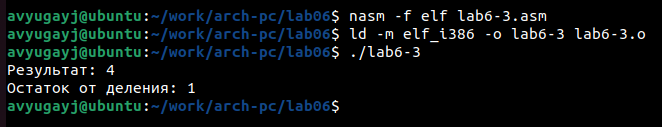 avyugayj@ubuntu:~/work/arch-pc/lab06$ nasm -f elf lab6-3.asm
avyugayj@ubuntu:~/work/arch-pc/lab06$ ld -m elf_i386 -o lab6-3 lab6-3.o
avyugayj@ubuntu:~/work/arch-pc/lab06$ ./lab6-3
Результат: 4
Остаток от деления: 1
avyugayj@ubuntu:~/work/arch-pc/lab06$